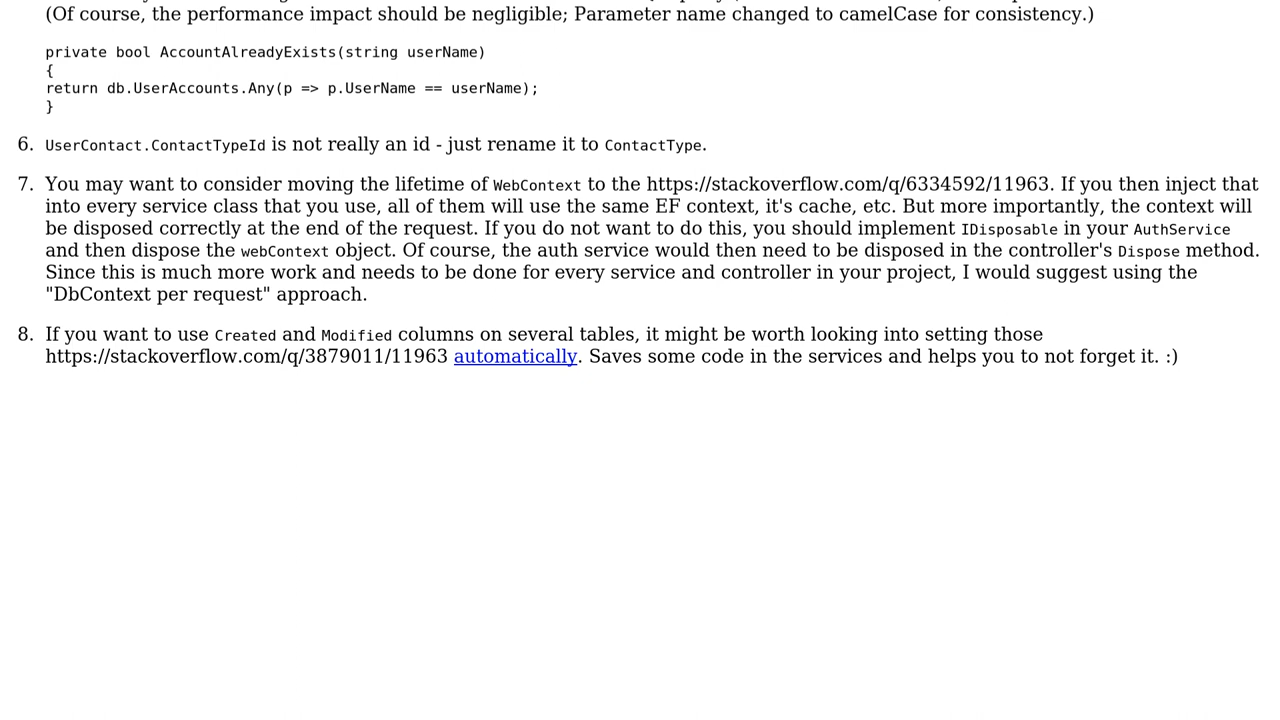 (Of course, the performance impact should be negligible; Parameter name changed to camelCase for consistency.)
private bool AccountAlreadyExists(string userName)
{
return db.UserAccounts.Any(p => p.UserName == userName);
}
6. UserContact.ContactTypeId is not really an id - just rename it to ContactType.
7. You may want to consider moving the lifetime of WebContext to the https://stackoverflow.com/q/6334592/11963. If you then inject that
into every service class that you use, all of them will use the same EF context, it's cache, etc. But more importantly, the context will
be disposed correctly at the end of the request. If you do not want to do this, you should implement IDisposable in your AuthService
and then dispose the webContext object. Of course, the auth service would then need to be disposed in the controller's Dispose method.
Since this is much more work and needs to be done for every service and controller in your project, I would suggest using the
"DbContext per request" approach.
8. If you want to use Created and Modified columns on several tables, it might be worth looking into setting those
https://stackoverflow.com/q/3879011/11963 automatically. Saves some code in the services and helps you to not forget it. :)